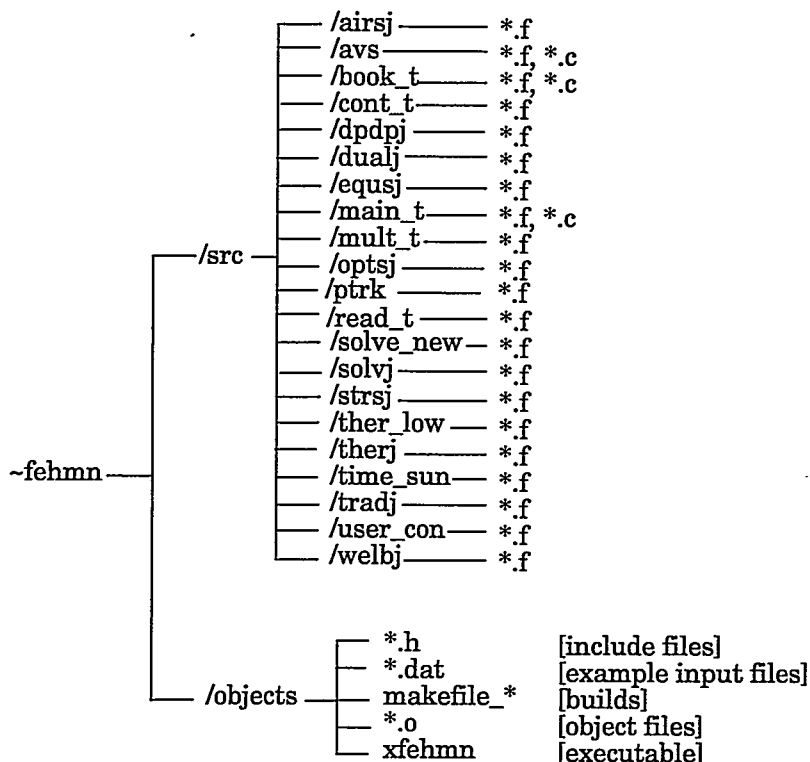 /airsj *.f
/avs *.f, *.c
/book_t *.f, *.c
/cont_t *.f
/dpdpj *.f
/dualj *.f
/equsj *.f
/main_t *.f, *.c
/src /mult_t *.f
/optsj *.f
/ptrk *.f
/read_t *.f
/solve_new *.f
/solvj *.f
/strsj *.f
/ther_low *.f
/therj *.f
~fehmn /time_sun *.f
/tradj *.f
/user_con *.f
/welbj *.f
*.h [include files]
*.dat [example input files]
/objects makefile_* [builds]
*.o [object files]
xfehmn [executable]